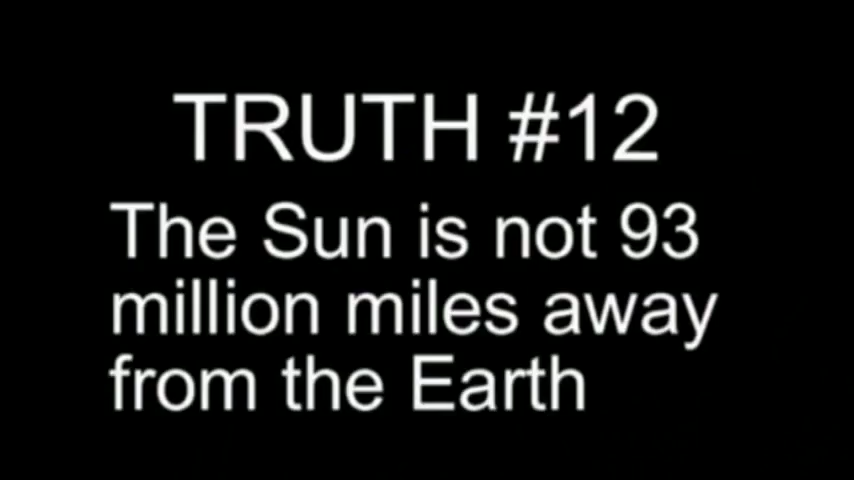 TRUTH #12
The Sun is not 93
million miles away
from the Earth